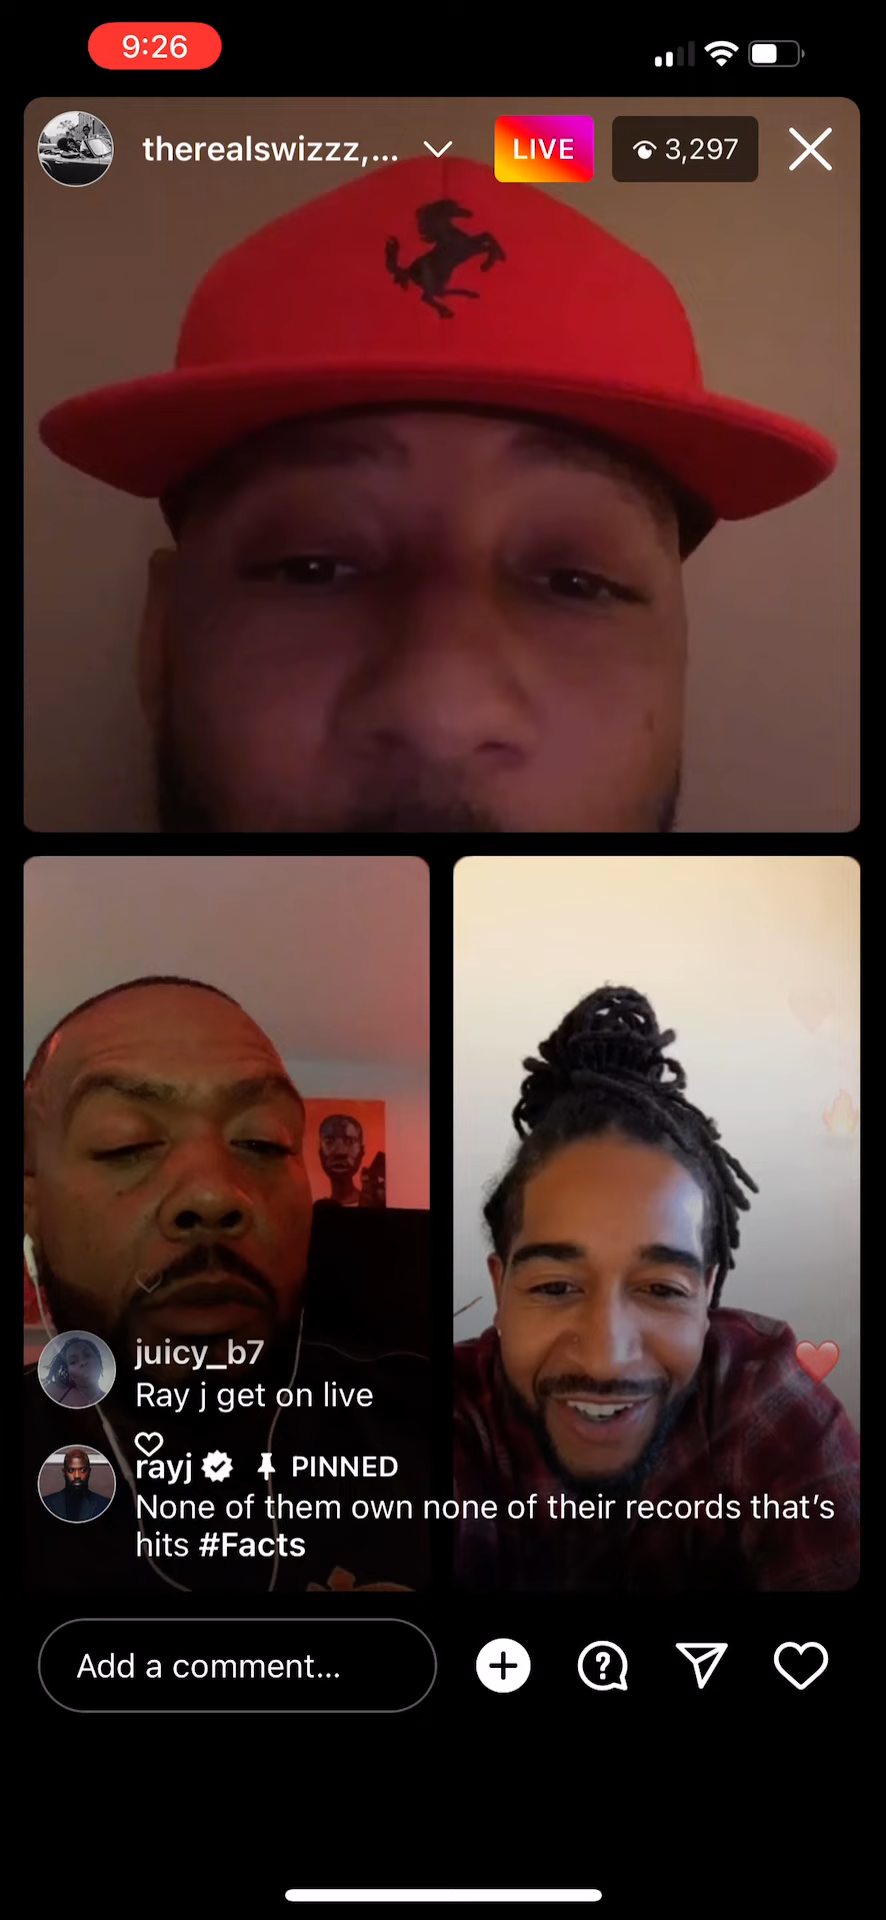 9:26
therealswizzz,...
LIVE
3,297
juicy_b7
Ray j get on live
rayj PINNED
None of them own none of their records that’s
hits #Facts
Add a comment...